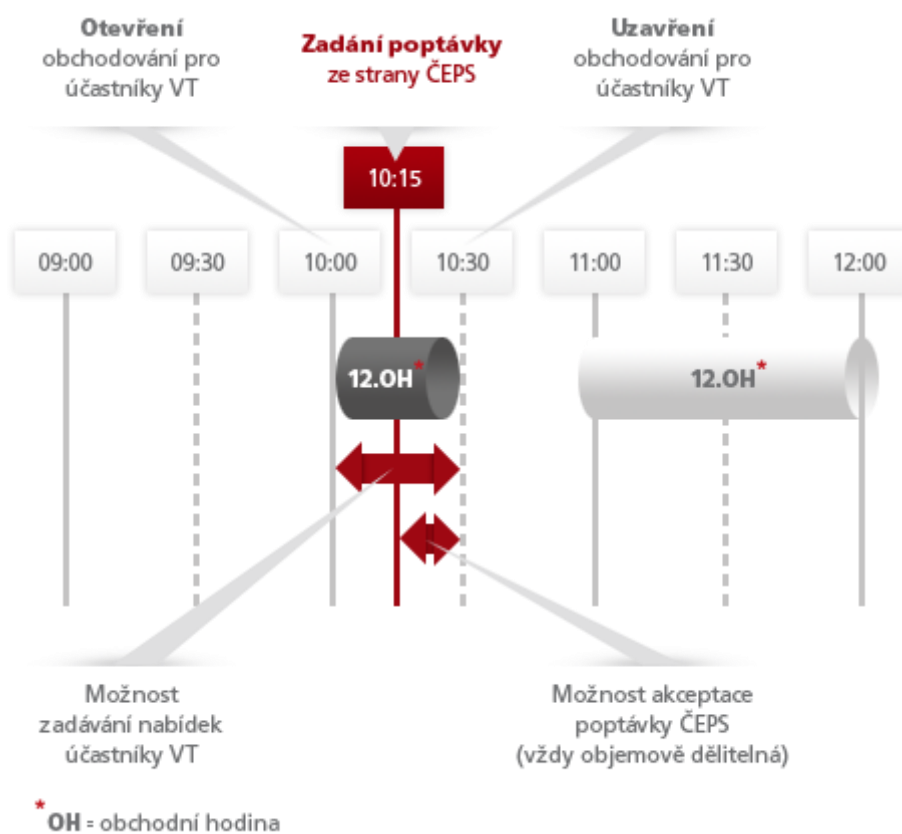 Otevření
obchodování pro
účastníky VT
Zadání poptávky
ze strany ČEPS
Uzavření
obchodování pro
účastníky VT
10:15
09:00
09:30
10:00
10:30
11:00
11:30
12:00
12.OH*
12.OH*
Možnost
zadávání nabídek
účastníky VT
Možnost akceptace
poptávky ČEPS
(vždy objemově dělitelná)
*OH = obchodní hodina